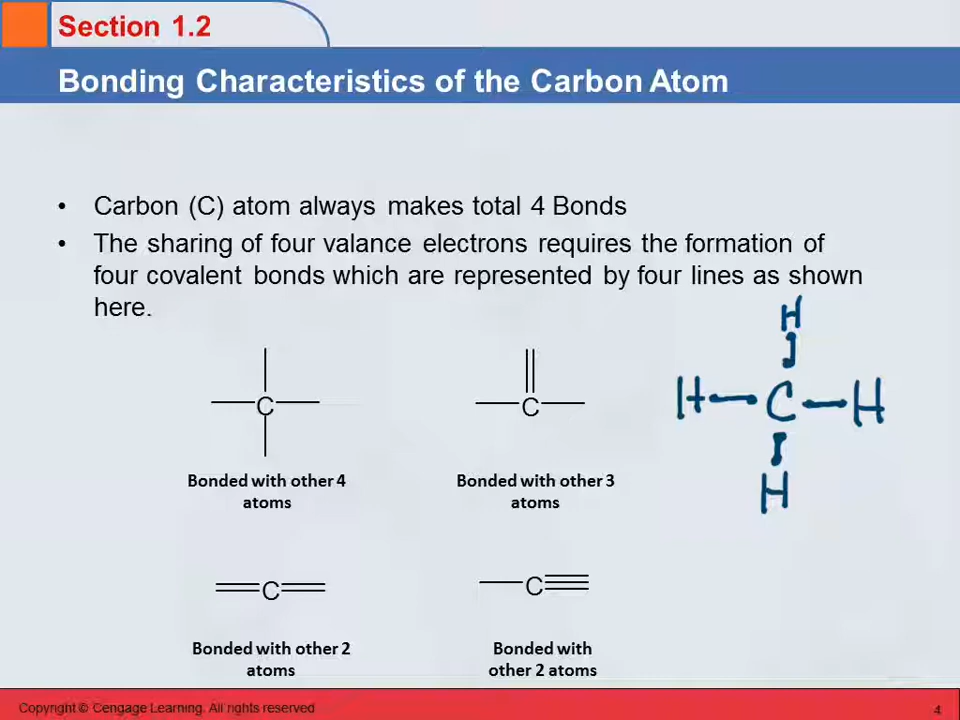 Section 1.2
Bonding Characteristics of the Carbon Atom
• Carbon (C) atom always makes total 4 Bonds
• The sharing of four valance electrons requires the formation of
four covalent bonds which are represented by four lines as shown
here.
H
C
C
H C H
Bonded with other 4
atoms
Bonded with other 3
atoms
H
C
C
Bonded with other 2
atoms
Bonded with
other 2 atoms
Copyright © Cengage Learning. All rights reserved
4